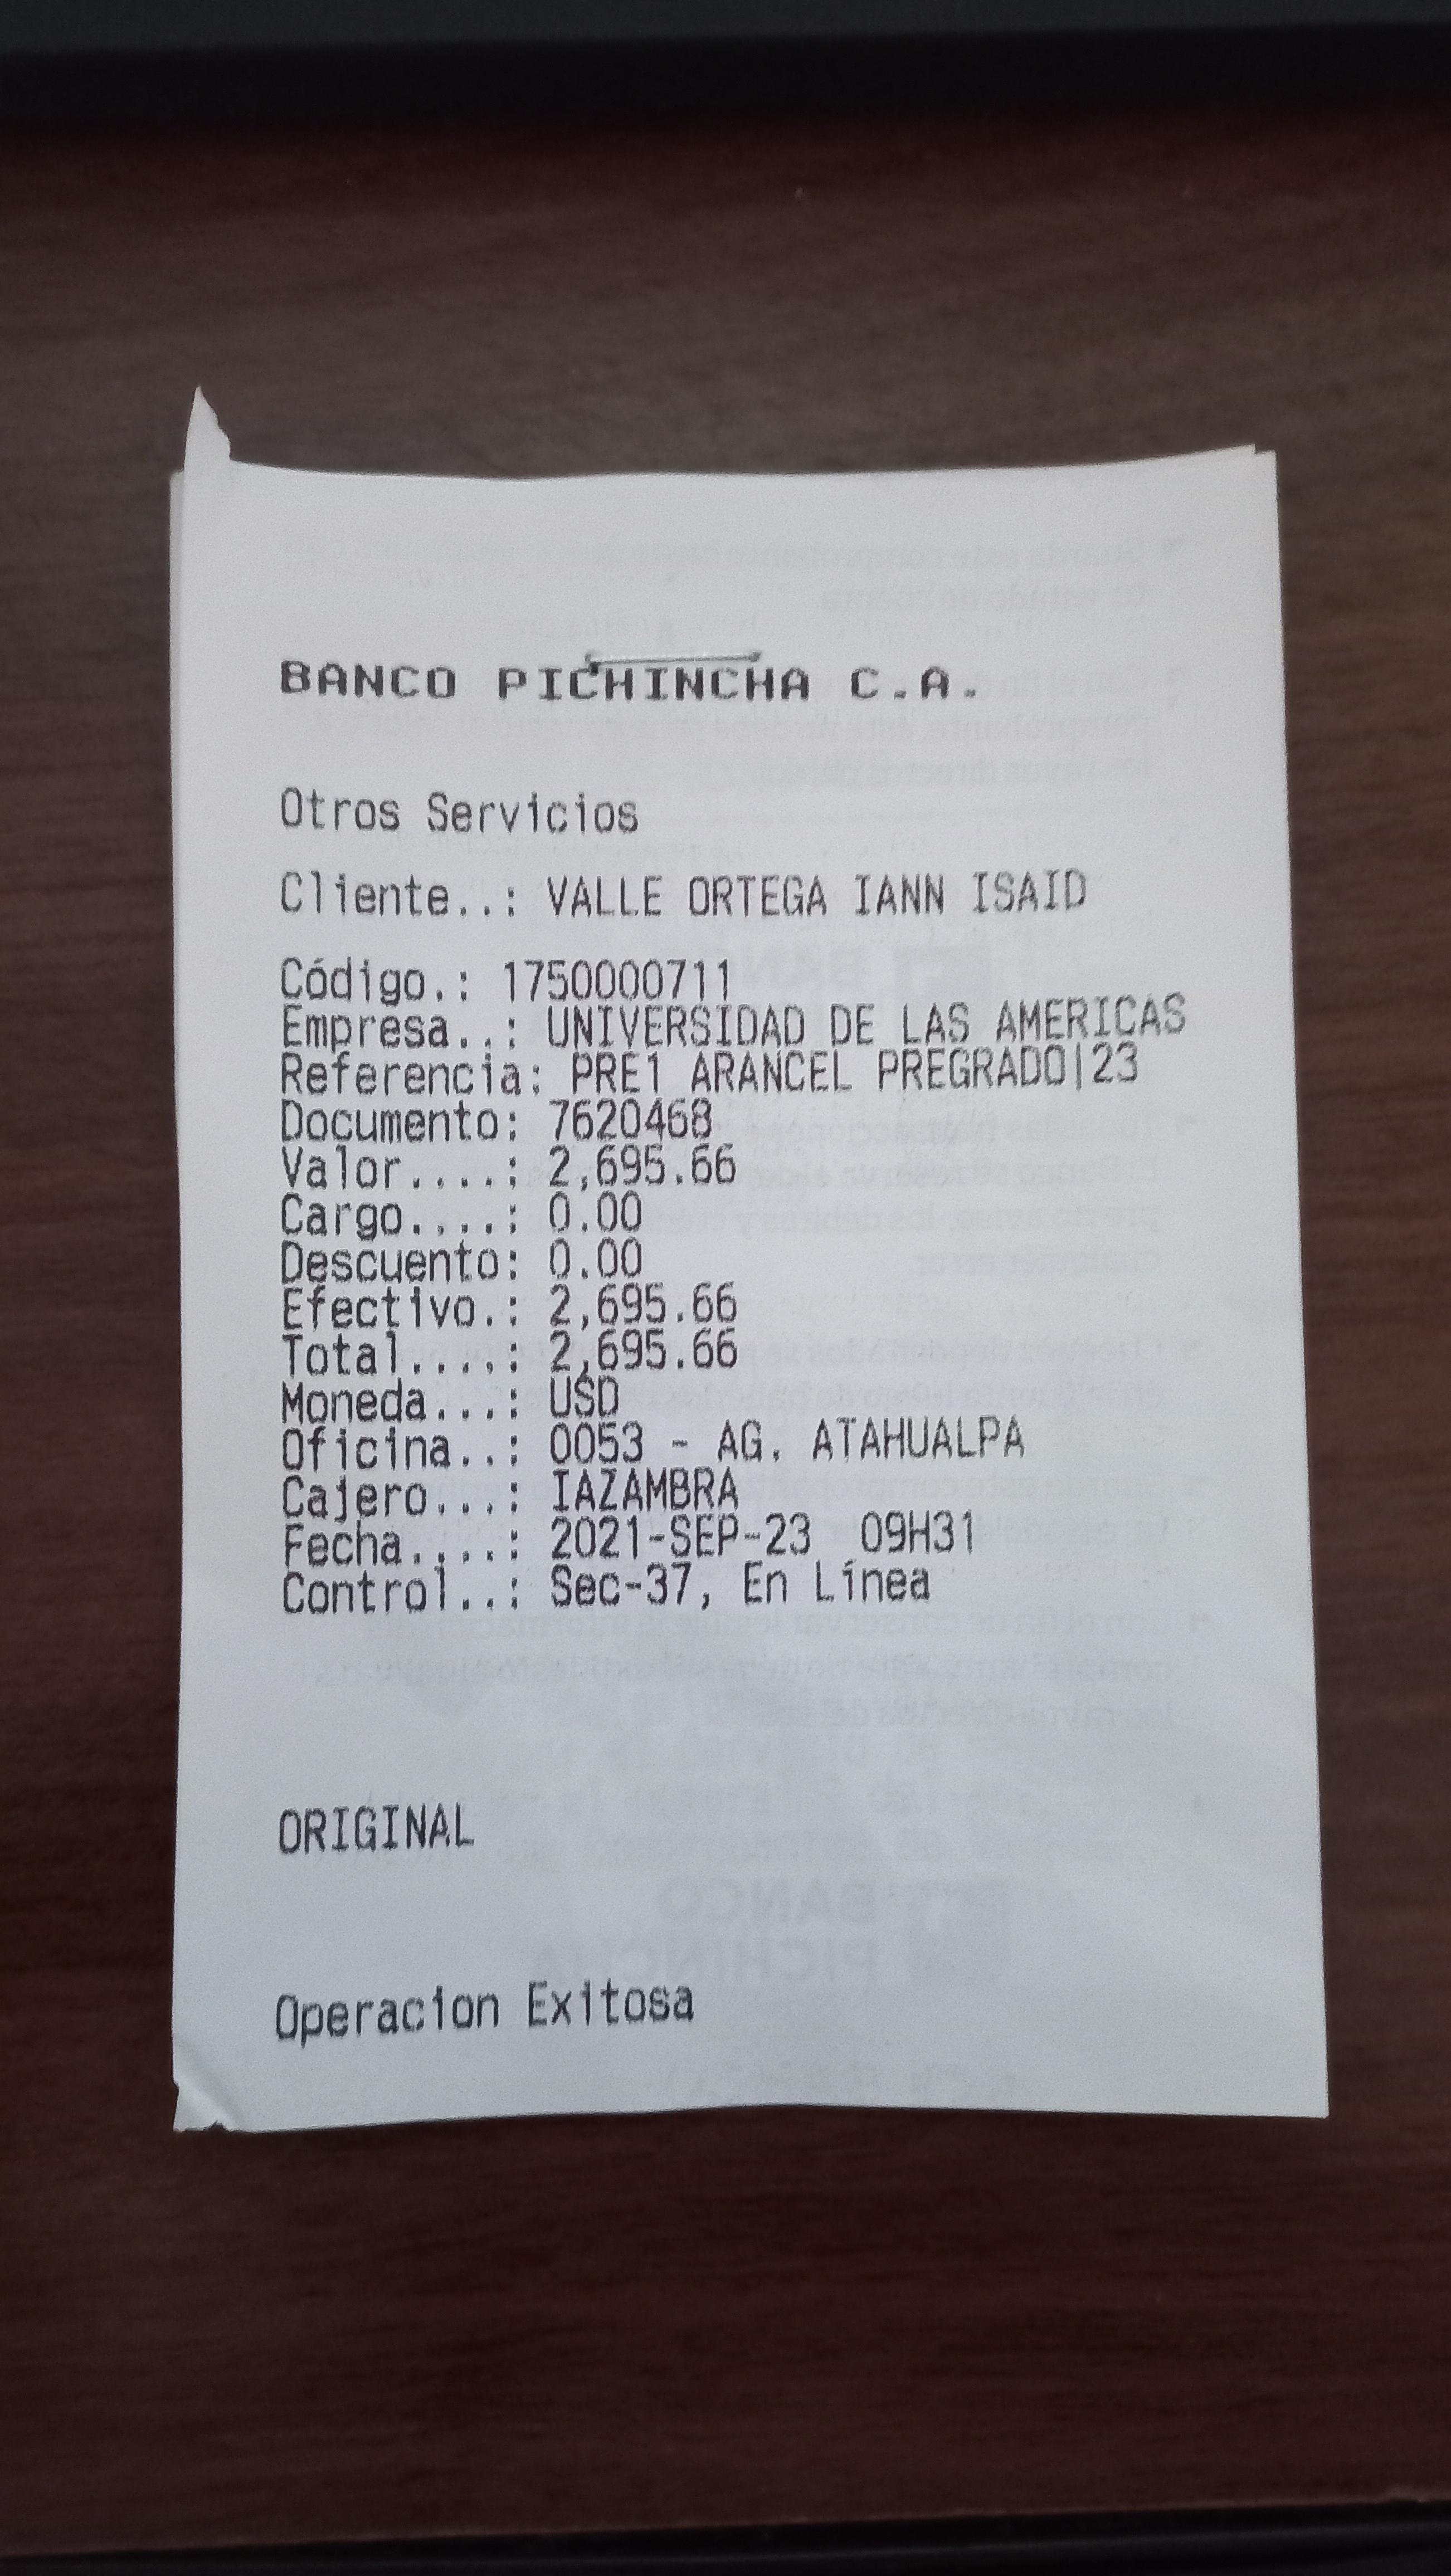 BANCO PICHINCHA C.A.
Otros Servicios
Cliente..: VALLE ORTEGA IANN ISAID
Código.: 1750000711
Empresa..: UNIVERSIDAD DE LAS AMERICAS
Referencia: PRE1 ARANCEL PREGRADO|23
Documento: 7620468
Valor....: 2,695.66
Cargo....: 0.00
Descuento: 0.00
Efectivo.: 2,695.66
Total....: 2,695.66
Moneda...: USD
Oficina..: 0053 - AG. ATAHUALPA
Cajero...: IAZAMBRA
Fecha....: 2021-SEP-23  09H31
Control..: Sec-37, En Línea
ORIGINAL
Operacion Exitosa